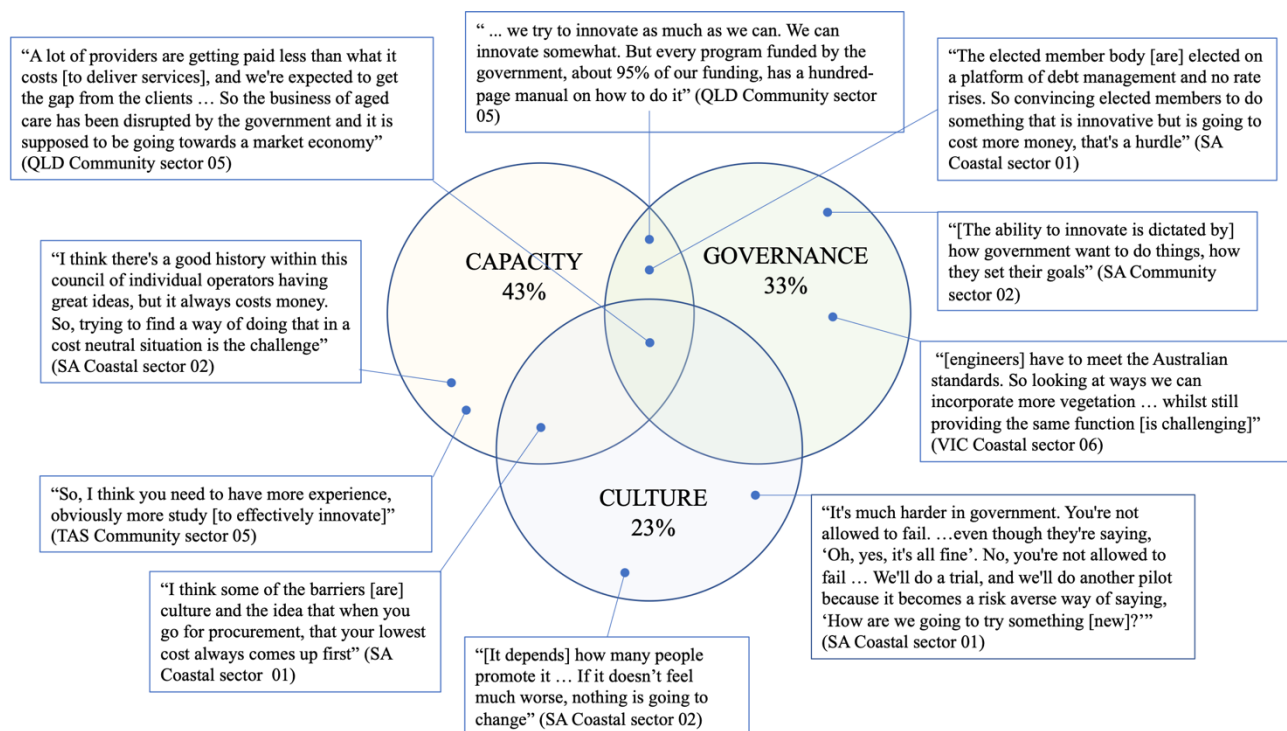 “A lot of providers are getting paid less than what it
costs [to deliver services], and we're expected to get
the gap from the clients … So the business of aged
care has been disrupted by the government and it is
supposed to be going towards a market economy”
(QLD Community sector 05)
“ ... we try to innovate as much as we can. We can
innovate somewhat. But every program funded by the
government, about 95% of our funding, has a hundred-
page manual on how to do it” (QLD Community sector
05)
“The elected member body [are] elected on
a platform of debt management and no rate
rises. So convincing elected members to do
something that is innovative but is going to
cost more money, that's a hurdle” (SA
Coastal sector 01)
“[The ability to innovate is dictated by]
how government want to do things, how
they set their goals” (SA Community
sector 02)
CAPACITY
43%
GOVERNANCE
33%
“I think there's a good history within this
council of individual operators having
great ideas, but it always costs money.
So, trying to find a way of doing that in a
cost neutral situation is the challenge”
(SA Coastal sector 02)
“[engineers] have to meet the Australian
standards. So looking at ways we can
incorporate more vegetation … whilst still
providing the same function [is challenging]”
(VIC Coastal sector 06)
“So, I think you need to have more experience,
obviously more study [to effectively innovate]”
(TAS Community sector 05)
CULTURE
23%
“It's much harder in government. You're not
allowed to fail. …even though they're saying,
‘Oh, yes, it's all fine’. No, you're not allowed to
fail … We'll do a trial, and we'll do another pilot
because it becomes a risk averse way of saying,
‘How are we going to try something [new]?’”
(SA Coastal sector 01)
“I think some of the barriers [are]
culture and the idea that when you
go for procurement, that your lowest
cost always comes up first” (SA
Coastal sector  01)
“[It depends] how many people
promote it … If it doesn’t feel
much worse, nothing is going to
change” (SA Coastal sector 02)